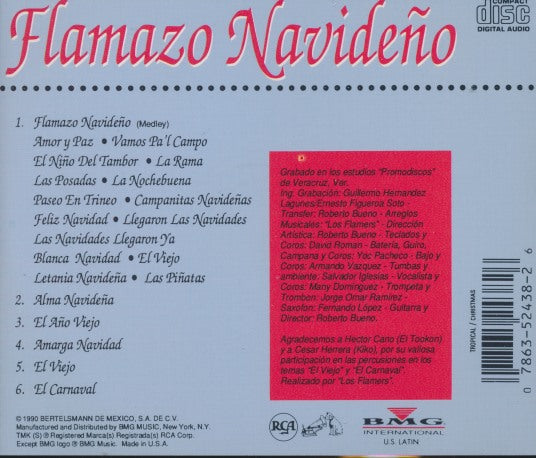 Flamazo Navideño
COMPACT
disc
DIGITAL AUDIO
1. Flamazo Navideño (Medley)
Amor y Paz • Vamos Pa'l Campo
El Niño Del Tambor • La Rama
Las Posadas • La Nochebuena
Paseo En Trineo • Campanitas Navideñas
Feliz Navidad • Llegaron Las Navidades
Las Navidades Llegaron Ya
Blanca Navidad • El Viejo
Letania Navideña • Las Piñatas
2. Alma Navideña
3. El Año Viejo
4. Amarga Navidad
5. El Viejo
6. El Carnaval
Grabado en los estudios "Promodiscos"
de Veracruz, Ver.
Ing. Grabación: Guillermo Hernandez
Lagunes/Ernesto Figueroa Soto -
Transfer: Roberto Bueno - Arreglos
Musicales: "Los Flamers" - Dirección
Artística: Roberto Bueno - Teclados y
Coros: David Roman - Batería, Guiro,
Campana y Coros: Yoc Pacheco - Bajo y
Coros: Armando Vazquez - Tumbas y
ambiente: Salvador Iglesias - Vocalista y
Coros: Many Dominguez - Trompeta y
Trombon: Jorge Omar Ramirez -
Saxofon: Fernando López - Guitarra y
Director: Roberto Bueno.
Agradecemos a Hector Cano (El Tookon)
y a Cesar Herrera (Kiko), por su valiosa
participación en las percusiones en los
temas "El Viejo" y "El Carnaval".
Realizado por "Los Flamers".
TROPICAL / CHRISTMAS
0 7863-52438-2 6
© 1990 BERTELSMANN DE MEXICO, S.A. DE C.V.
Manufactured and Distributed by BMG MUSIC, New York, N.Y.
TMK (S) ® Registered Marca(s) Registrada(s) RCA Corp.
Except BMG logo ® BMG Music. Made in U.S.A.
RCA
BMG
INTERNATIONAL
U.S. LATIN